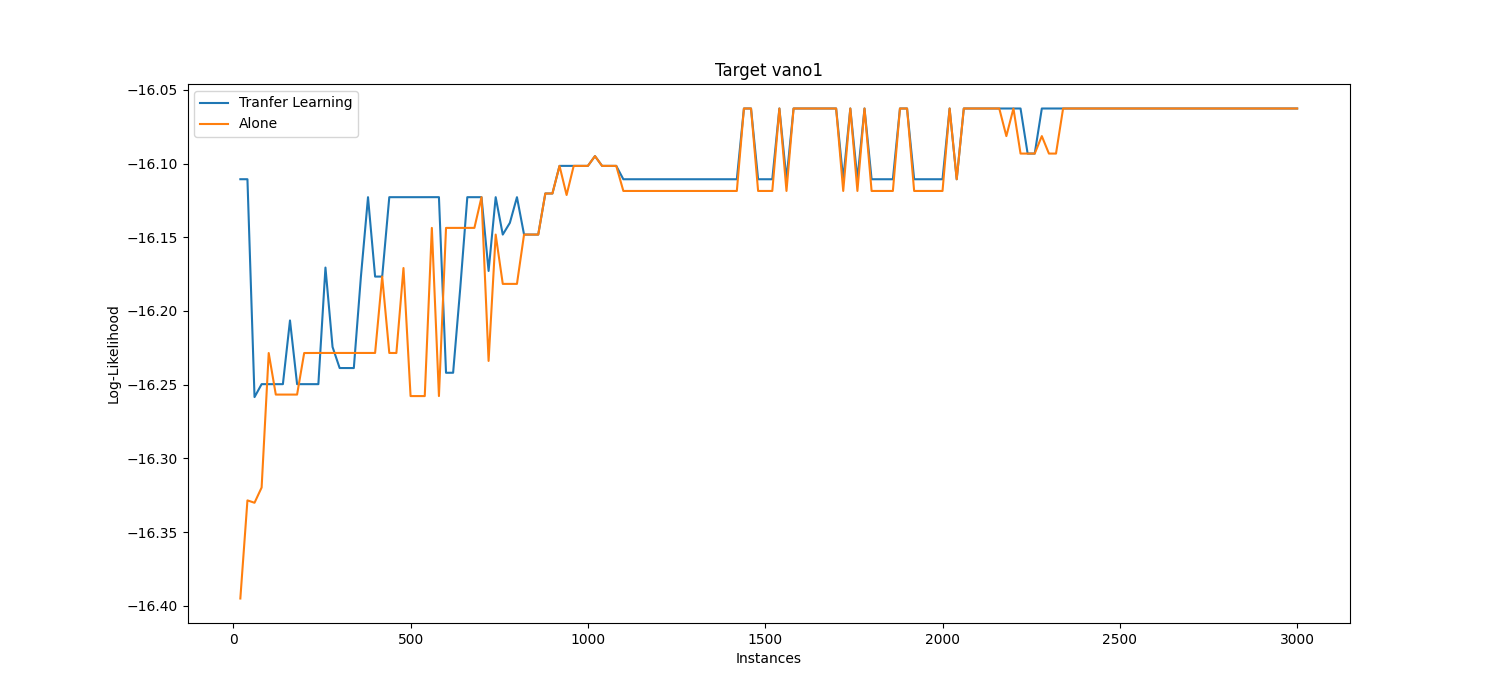 Target vano1
Tranfer Learning
Alone
Log-Likelihood
−16.05
−16.10
−16.15
−16.20
−16.25
−16.30
−16.35
−16.40
0 500 1000 1500 2000 2500 3000
Instances